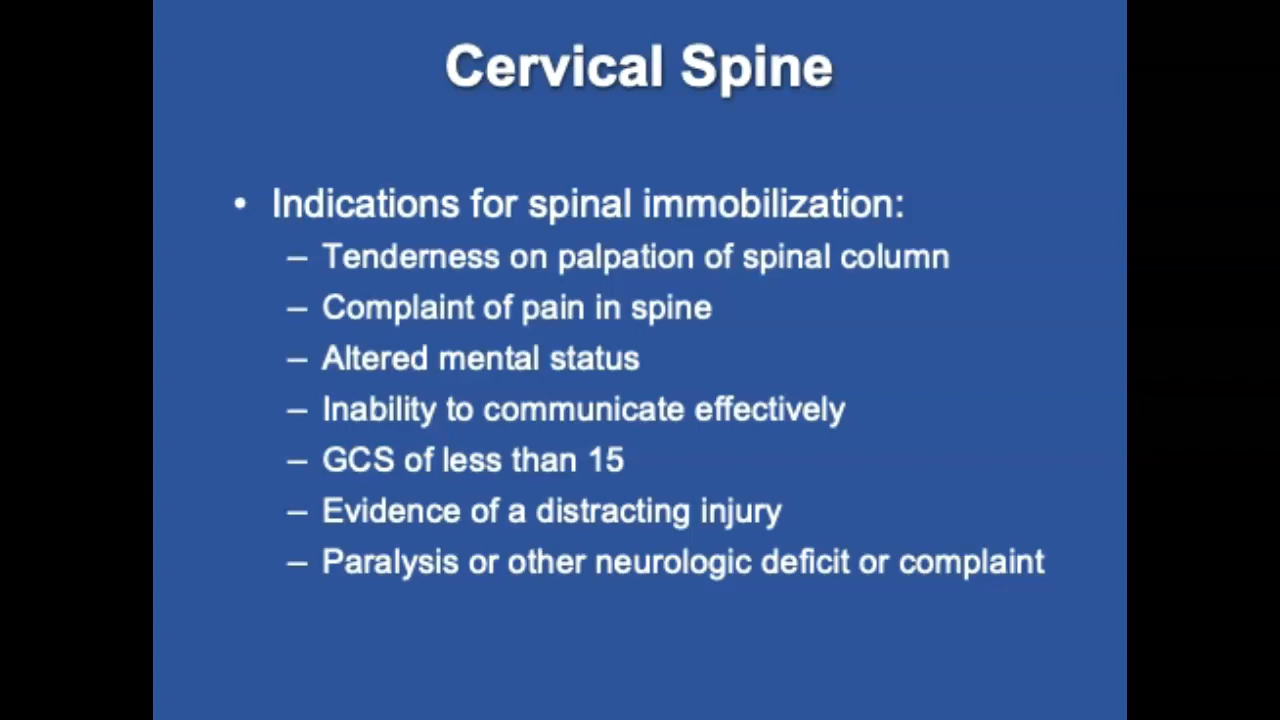 Cervical Spine
• Indications for spinal immobilization:
– Tenderness on palpation of spinal column
– Complaint of pain in spine
– Altered mental status
– Inability to communicate effectively
– GCS of less than 15
– Evidence of a distracting injury
– Paralysis or other neurologic deficit or complaint